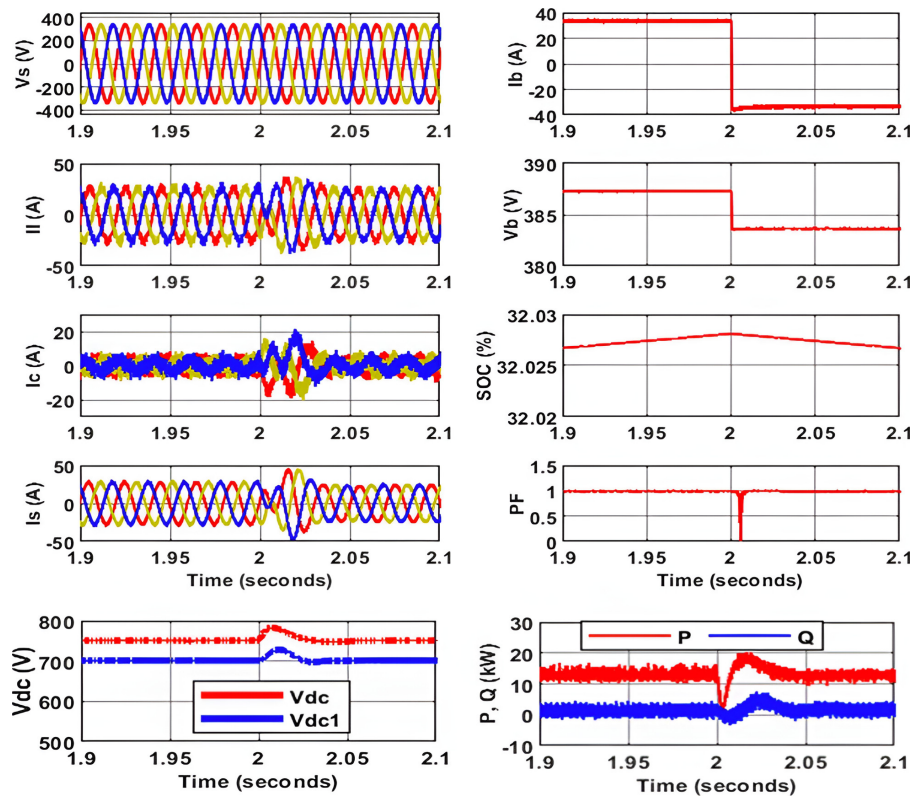 400
200
0
-200
-400
Vs (V)
1.9 1.95 2 2.05 2.1
40
20
0
-20
-40
Ib (A)
1.9 1.95 2 2.05 2.1
50
0
-50
Il (A)
1.9 1.95 2 2.05 2.1
390
385
380
Vb (V)
1.9 1.95 2 2.05 2.1
20
0
-20
Ic (A)
1.9 1.95 2 2.05 2.1
32.03
32.025
32.02
SOC (%)
1.9 1.95 2 2.05 2.1
50
0
-50
Is (A)
1.9 1.95 2 2.05 2.1
Time (seconds)
1.5
1
0.5
0
PF
1.9 1.95 2 2.05 2.1
Time (seconds)
800
700
600
500
Vdc (V)
Vdc
Vdc1
1.9 1.95 2 2.05 2.1
Time (seconds)
30
20
10
0
-10
P, Q (kW)
P Q
1.9 1.95 2 2.05 2.1
Time (seconds)